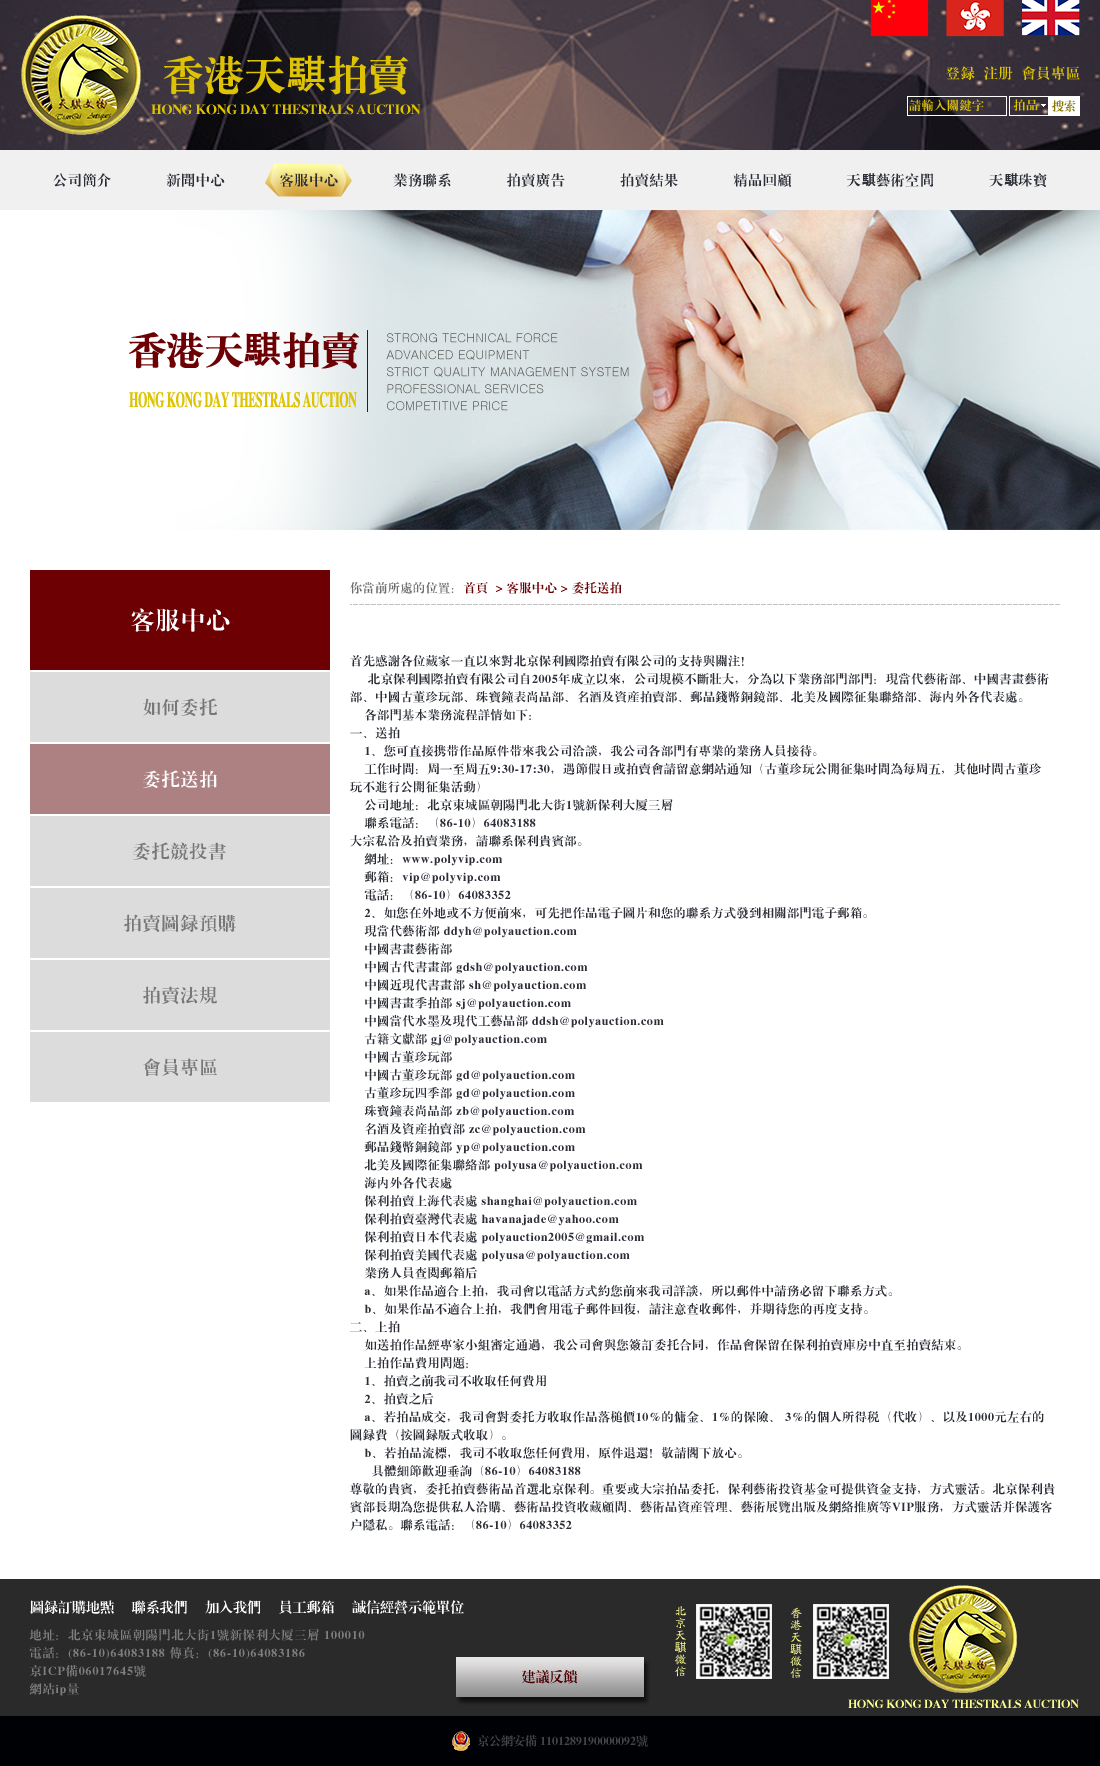 香港天騏拍賣
HONG KONG DAY THESTRALS AUCTION
天騏文物
TianQi Antiques
登録 注册 會員專區
請輸入關鍵字 拍品 搜索
公司簡介 新聞中心 客服中心 業務聯系 拍賣廣告 拍賣結果 精品回顧 天騏藝術空間 天騏珠寶
香港天騏拍賣
HONG KONG DAY THESTRALS AUCTION
STRONG TECHNICAL FORCE
ADVANCED EQUIPMENT
STRICT QUALITY MANAGEMENT SYSTEM
PROFESSIONAL SERVICES
COMPETITIVE PRICE
客服中心
如何委托
委托送拍
委托競投書
拍賣圖録預購
拍賣法規
會員專區
你當前所處的位置：首頁 > 客服中心 > 委托送拍
首先感謝各位藏家一直以來對北京保利國際拍賣有限公司的支持與關注！
北京保利國際拍賣有限公司自2005年成立以來，公司規模不斷壯大，分為以下業務部門部門：現當代藝術部、中國書畫藝術
部、中國古董珍玩部、珠寶鐘表尚品部、名酒及資産拍賣部、郵品錢幣銅鏡部、北美及國際征集聯絡部、海内外各代表處。
各部門基本業務流程詳情如下：
一、送拍
1、您可直接携带作品原件带來我公司洽談，我公司各部門有專業的業務人員接待。
工作时間：周一至周五9:30-17:30，遇節假日或拍賣會請留意網站通知（古董珍玩公開征集时間為每周五，其他时間古董珍
玩不進行公開征集活動）
公司地址：北京東城區朝陽門北大街1號新保利大厦三層
聯系電話：（86-10）64083188
大宗私洽及拍賣業務，請聯系保利貴賓部。
網址：www.polyvip.com
郵箱：vip@polyvip.com
電話：（86-10）64083352
2、如您在外地或不方便前來，可先把作品電子圖片和您的聯系方式發到相關部門電子郵箱。
現當代藝術部 ddyh@polyauction.com
中國書畫藝術部
中國古代書畫部 gdsh@polyauction.com
中國近現代書畫部 sh@polyauction.com
中國書畫季拍部 sj@polyauction.com
中國當代水墨及現代工藝品部 ddsh@polyauction.com
古籍文獻部 gj@polyauction.com
中國古董珍玩部
中國古董珍玩部 gd@polyauction.com
古董珍玩四季部 gd@polyauction.com
珠寶鐘表尚品部 zb@polyauction.com
名酒及資産拍賣部 zc@polyauction.com
郵品錢幣銅鏡部 yp@polyauction.com
北美及國際征集聯絡部 polyusa@polyauction.com
海内外各代表處
保利拍賣上海代表處 shanghai@polyauction.com
保利拍賣臺灣代表處 havanajade@yahoo.com
保利拍賣日本代表處 polyauction2005@gmail.com
保利拍賣美國代表處 polyusa@polyauction.com
業務人員查閱郵箱后
a、如果作品適合上拍，我司會以電話方式約您前來我司詳談，所以郵件中請務必留下聯系方式。
b、如果作品不適合上拍，我們會用電子郵件回復，請注意查收郵件，并期待您的再度支持。
二、上拍
如送拍作品經專家小組審定通過，我公司會與您簽訂委托合同，作品會保留在保利拍賣庫房中直至拍賣結束。
上拍作品費用問題：
1、拍賣之前我司不收取任何費用
2、拍賣之后
a、若拍品成交，我司會對委托方收取作品落槌價10%的傭金、1%的保險、 3%的個人所得税（代收）、以及1000元左右的
圖録費（按圖録版式收取）。
b、若拍品流標，我司不收取您任何費用，原件退還！敬請閣下放心。
具體細節歡迎垂詢（86-10）64083188
尊敬的貴賓，委托拍賣藝術品首選北京保利。重要或大宗拍品委托，保利藝術投資基金可提供資金支持，方式靈活。北京保利貴
賓部長期為您提供私人洽購、藝術品投資收藏顧問、藝術品資産管理、藝術展覽出版及網絡推廣等VIP服務，方式靈活并保護客
户隱私。聯系電話：（86-10）64083352
圖録訂購地點 聯系我們 加入我們 員工郵箱 誠信經營示範單位
地址：北京東城區朝陽門北大街1號新保利大厦三層 100010
電話：(86-10)64083188 傳真：(86-10)64083186
京ICP備06017645號
網站ip量
建議反饋
北京天騏微信
香港天騏微信
天騏文物
TianQi Antiques
HONG KONG DAY THESTRALS AUCTION
京公網安備 1101289190000092號